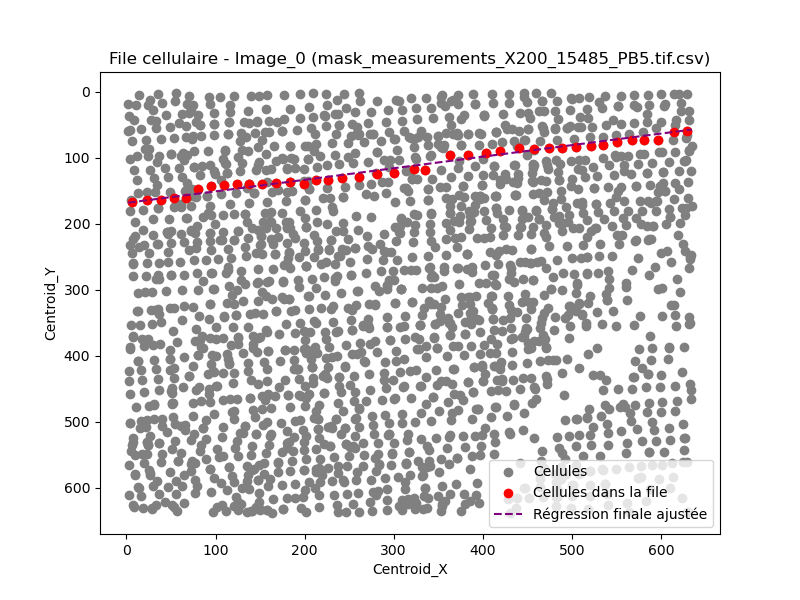 File cellulaire - Image_0 (mask_measurements_X200_15485_PB5.tif.csv)
0
100
200
300
400
500
600
Centroid_Y
Cellules
Cellules dans la file
Régression finale ajustée
0 100 200 300 400 500 600
Centroid_X